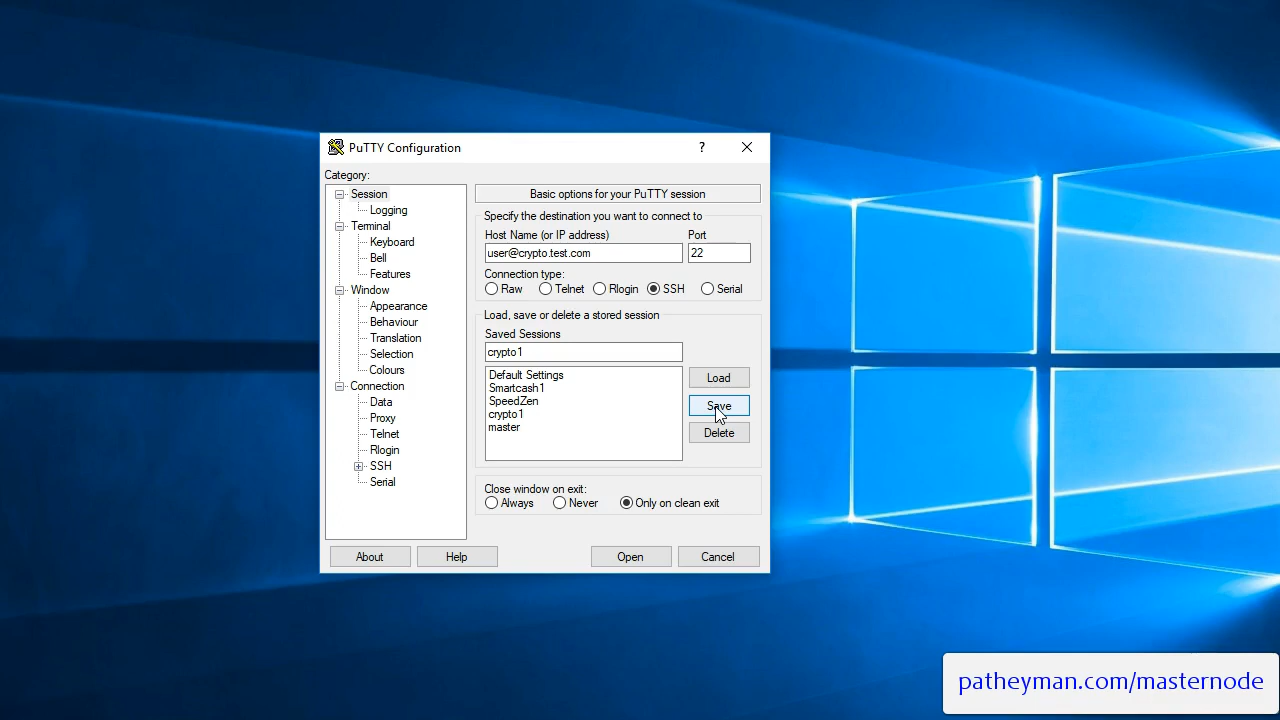 PuTTY Configuration
?
Category:
Session
Logging
Terminal
Keyboard
Bell
Features
Window
Appearance
Behaviour
Translation
Selection
Colours
Connection
Data
Proxy
Telnet
Rlogin
SSH
Serial
Basic options for your PuTTY session
Specify the destination you want to connect to
Host Name (or IP address) Port
user@crypto.test.com 22
Connection type:
Raw Telnet Rlogin SSH Serial
Load, save or delete a stored session
Saved Sessions
crypto1
Default Settings
Smartcash1
SpeedZen
crypto1
master
Load
Save
Delete
Close window on exit:
Always Never Only on clean exit
About Help Open Cancel
patheyman.com/masternode